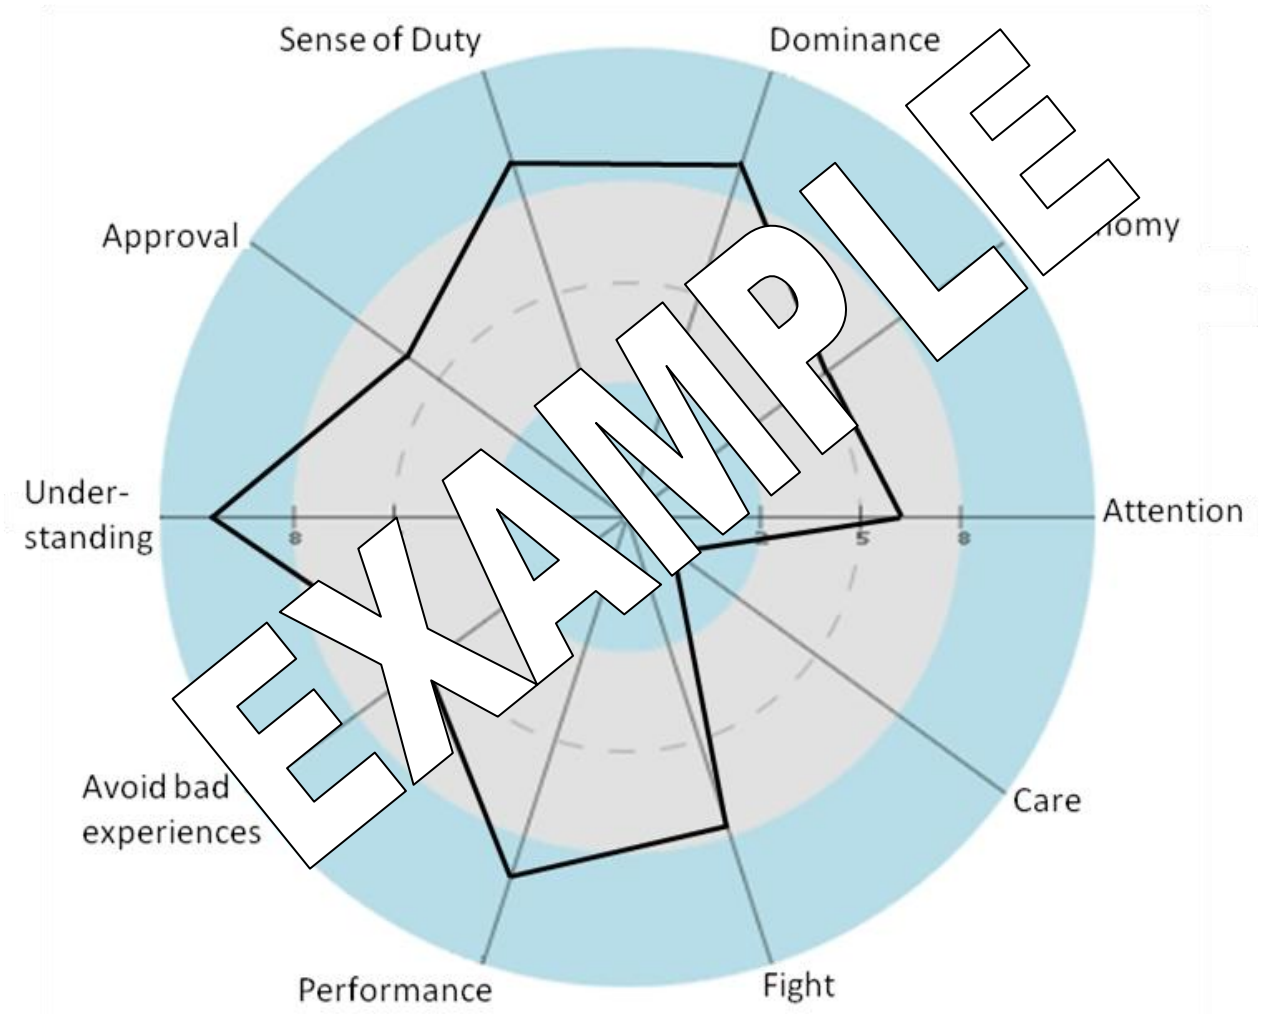 Sense of Duty
Dominance
Approval
nomy
Under-
standing
Attention
8
2
5
8
EXAMPLE
Avoid bad
experiences
Care
Performance
Fight